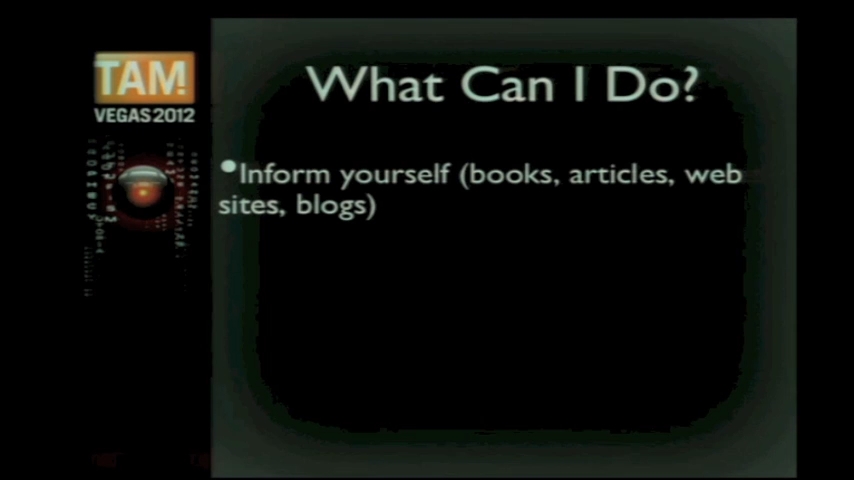 TAM!
VEGAS 2012
What Can I Do?
•Inform yourself (books, articles, web
sites, blogs)